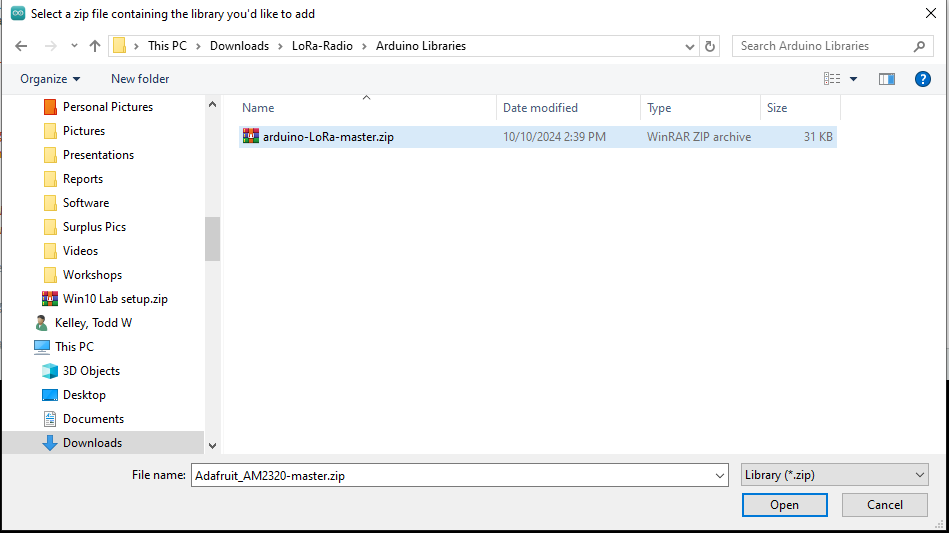 Select a zip file containing the library you'd like to add
This PC Downloads LoRa-Radio Arduino Libraries
Search Arduino Libraries
Organize New folder
Name Date modified Type Size
arduino-LoRa-master.zip 10/10/2024 2:39 PM WinRAR ZIP archive 31 KB
Personal Pictures
Pictures
Presentations
Reports
Software
Surplus Pics
Videos
Workshops
Win10 Lab setup.zip
Kelley, Todd W
This PC
3D Objects
Desktop
Documents
Downloads
File name: Adafruit_AM2320-master.zip Library (*.zip)
Open Cancel